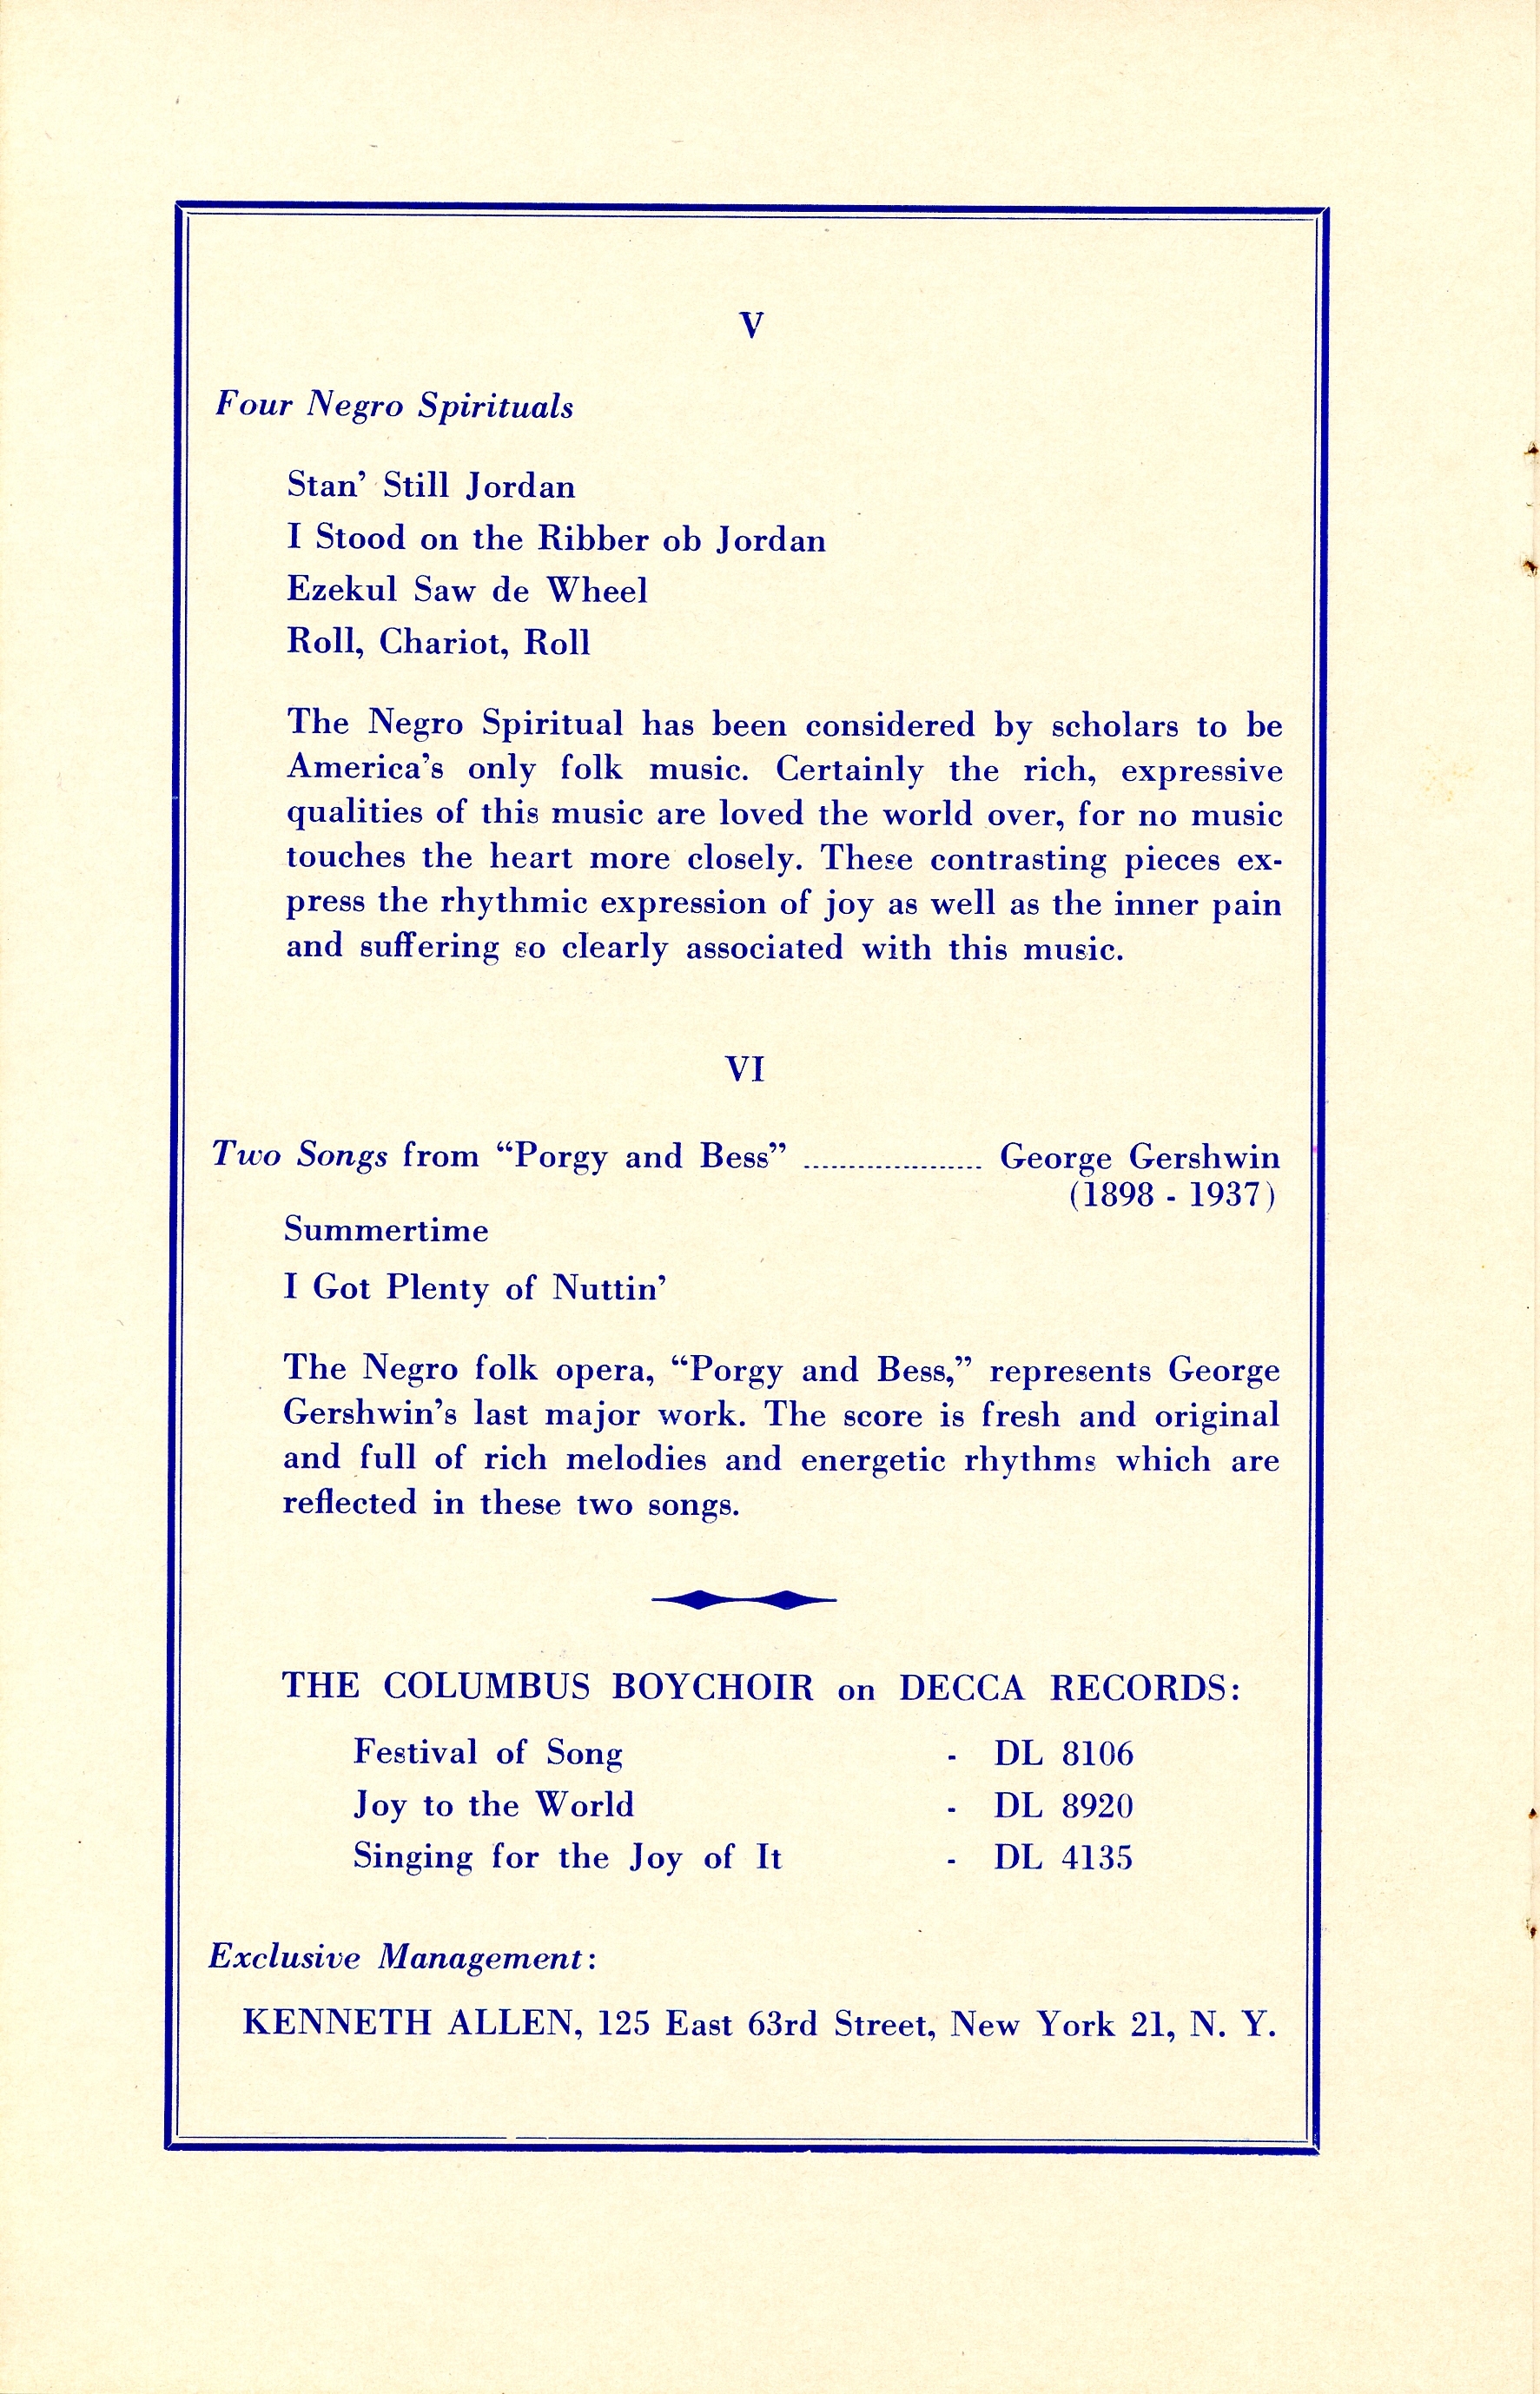 V
Four Negro Spirituals
Stan’ Still Jordan
I Stood on the Ribber ob Jordan
Ezekul Saw de Wheel
Roll, Chariot, Roll
The Negro Spiritual has been considered by scholars to be
America’s only folk music. Certainly the rich, expressive
qualities of this music are loved the world over, for no music
touches the heart more closely. These contrasting pieces ex-
press the rhythmic expression of joy as well as the inner pain
and suffering so clearly associated with this music.
VI
Two Songs from “Porgy and Bess” .................... George Gershwin
(1898 - 1937)
Summertime
I Got Plenty of Nuttin’
The Negro folk opera, “Porgy and Bess,” represents George
Gershwin’s last major work. The score is fresh and original
and full of rich melodies and energetic rhythms which are
reflected in these two songs.
THE COLUMBUS BOYCHOIR on DECCA RECORDS:
Festival of Song - DL 8106
Joy to the World - DL 8920
Singing for the Joy of It - DL 4135
Exclusive Management:
KENNETH ALLEN, 125 East 63rd Street, New York 21, N. Y.